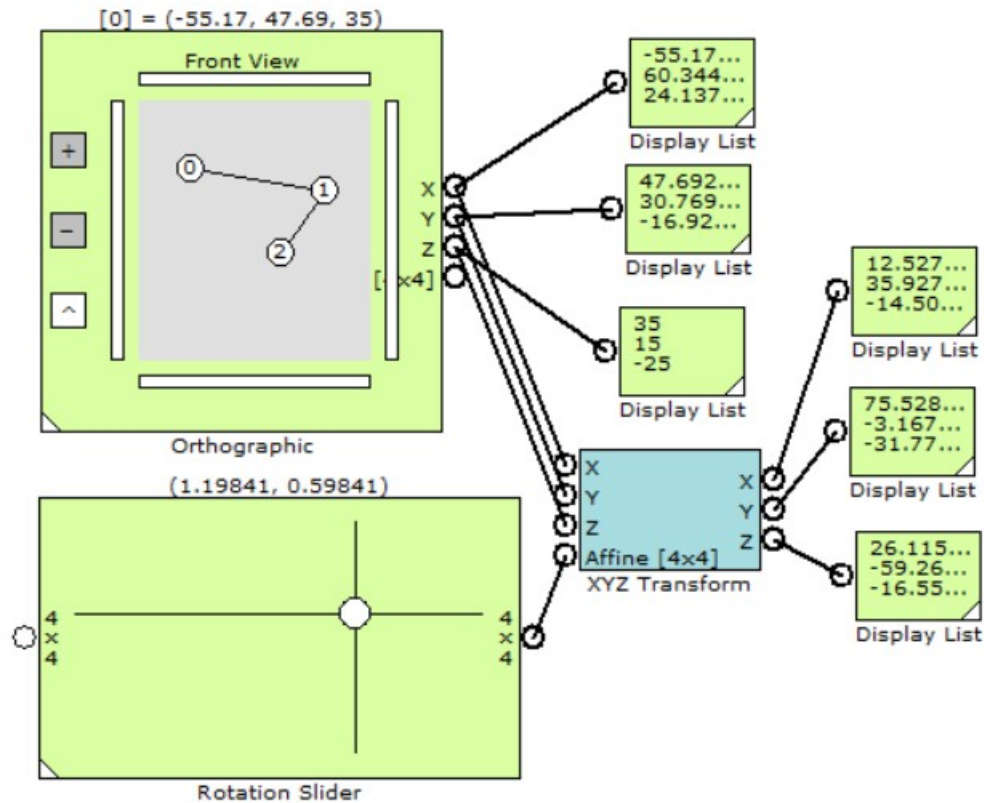 [0] = (-55.17, 47.69, 35)
Front View
+
−
^
0
1
2
X
Y
Z
x4]
Orthographic
-55.17...
60.344...
24.137...
Display List
47.692...
30.769...
-16.92...
Display List
35
15
-25
Display List
12.527...
35.927...
-14.50...
Display List
75.528...
-3.167...
-31.77...
Display List
26.115...
-59.26...
-16.55...
Display List
X
Y
Z
Affine [4x4]
X
Y
Z
XYZ Transform
(1.19841, 0.59841)
4
x
4
4
x
4
Rotation Slider